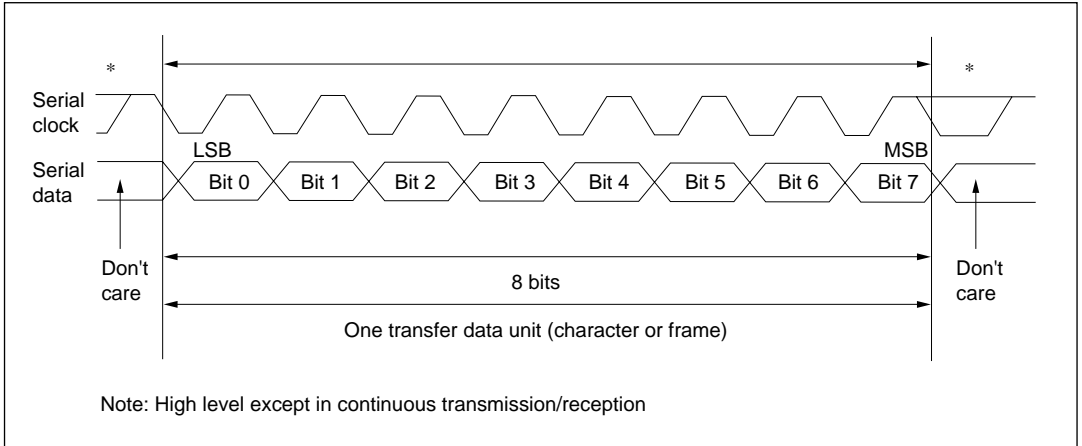 *
*
Serial
clock
LSB
MSB
Serial
data
Bit 0
Bit 1
Bit 2
Bit 3
Bit 4
Bit 5
Bit 6
Bit 7
Don't
care
8 bits
Don't
care
One transfer data unit (character or frame)
Note: High level except in continuous transmission/reception